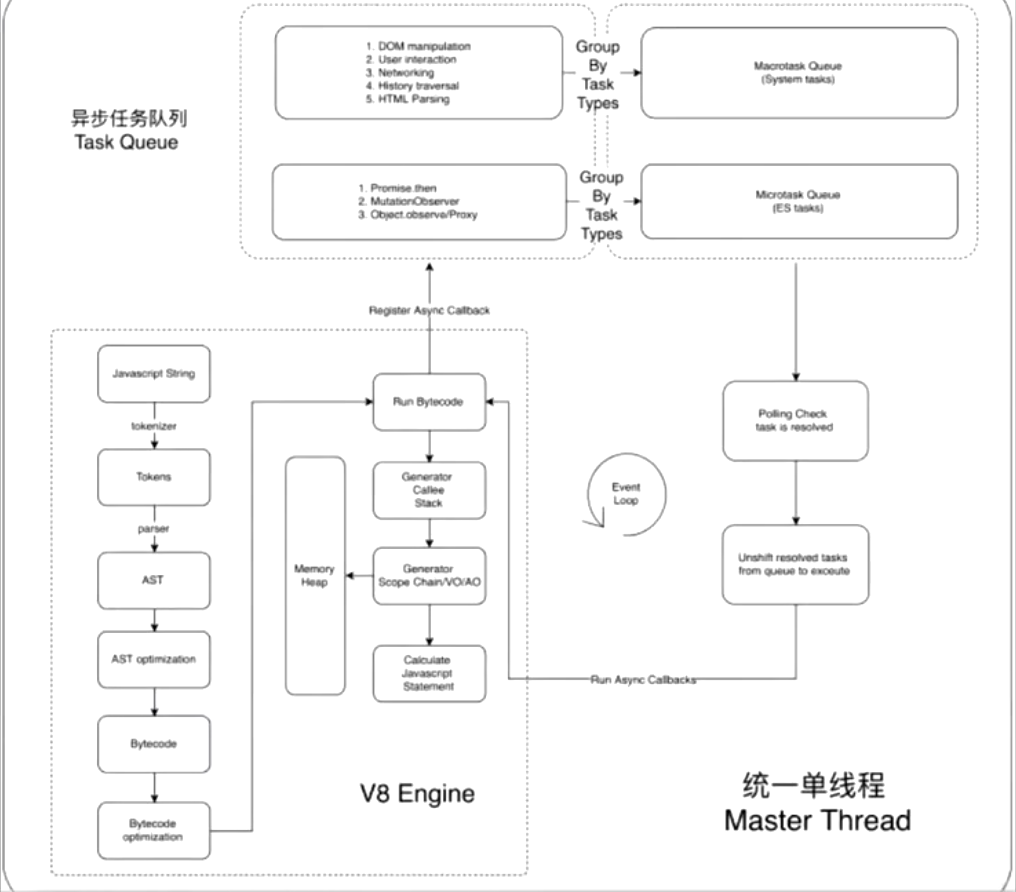 1. DOM manipulation
2. User interaction
3. Networking
4. History traversal
5. HTML Parsing
Group
By
Task
Types
Macrotask Queue
(System tasks)
异步任务队列
Task Queue
1. Promise.then
2. MutationObserver
3. Object.observe/Proxy
Group
By
Task
Types
Microtask Queue
(ES tasks)
Register Async Callback
Javascript String
tokenizer
Tokens
parser
AST
AST optimization
Bytecode
Bytecode
optimization
Run Bytecode
Generator
Callee
Stack
Generator
Scope Chain/VO/AO
Memory
Heap
Calculate
Javascript
Statement
V8 Engine
Event
Loop
Polling Check
task is resolved
Unshift resolved tasks
from queue to exceute
Run Async Callbacks
统一单线程
Master Thread